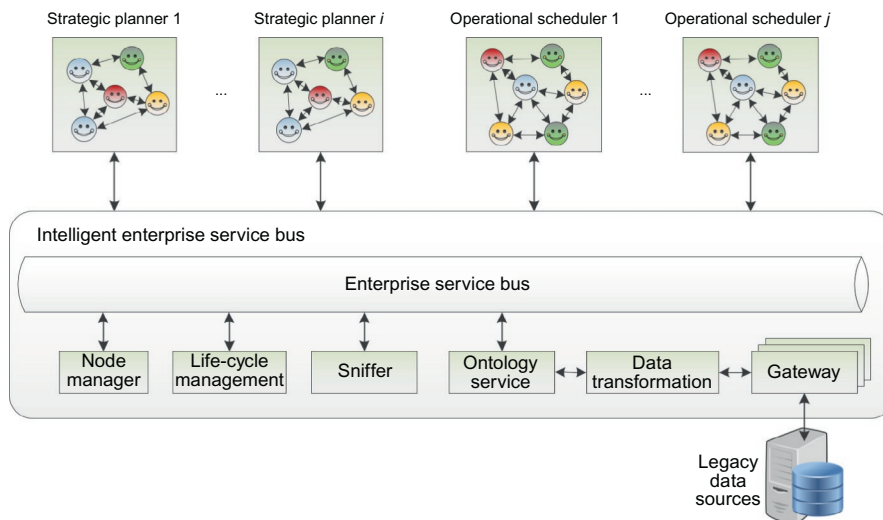 Strategic planner 1
Strategic planner i
Operational scheduler 1
Operational scheduler j
...
...
Intelligent enterprise service bus
Enterprise service bus
Node
manager
Life-cycle
management
Sniffer
Ontology
service
Data
transformation
Gateway
Legacy
data
sources